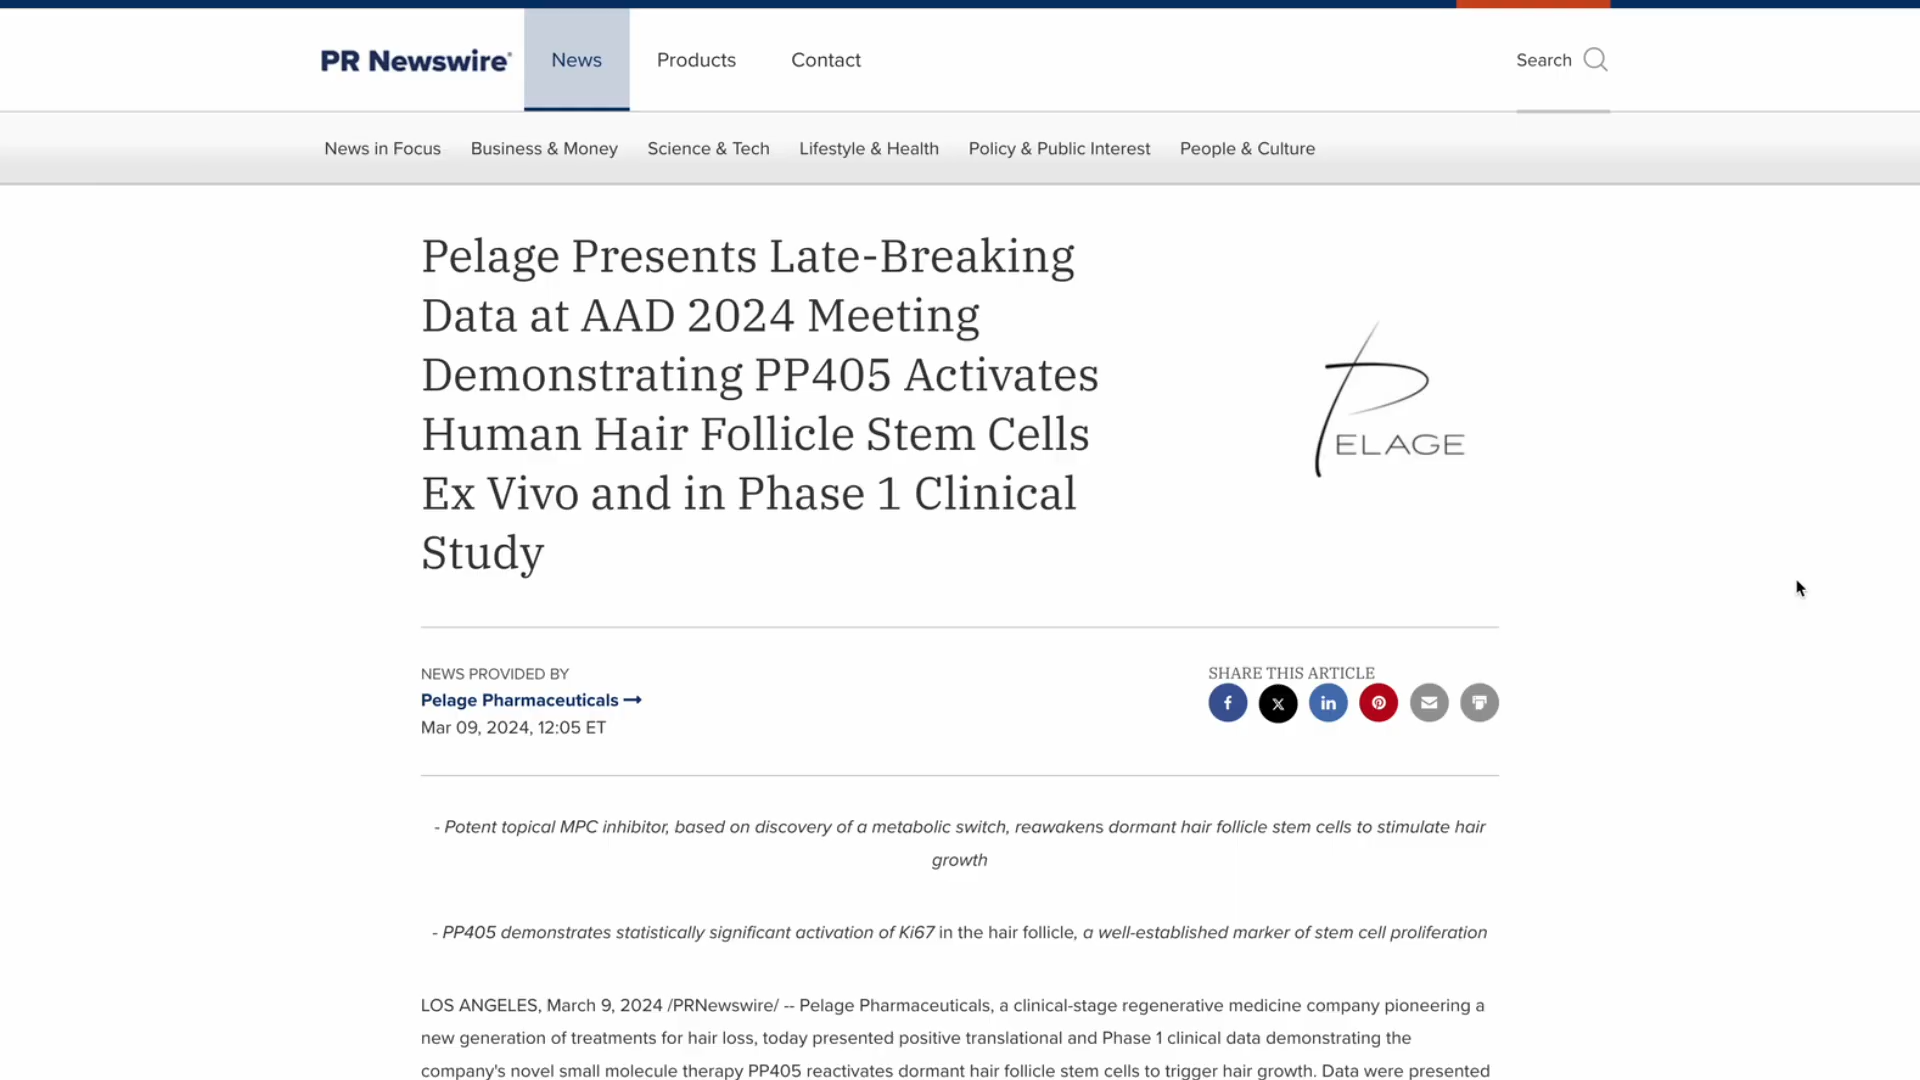 PR Newswire®
News
Products
Contact
Search
News in Focus
Business & Money
Science & Tech
Lifestyle & Health
Policy & Public Interest
People & Culture
Pelage Presents Late-Breaking
Data at AAD 2024 Meeting
Demonstrating PP405 Activates
Human Hair Follicle Stem Cells
Ex Vivo and in Phase 1 Clinical
Study
PELAGE
NEWS PROVIDED BY
Pelage Pharmaceuticals →
Mar 09, 2024, 12:05 ET
SHARE THIS ARTICLE
- Potent topical MPC inhibitor, based on discovery of a metabolic switch, reawakens dormant hair follicle stem cells to stimulate hair
growth
- PP405 demonstrates statistically significant activation of Ki67 in the hair follicle, a well-established marker of stem cell proliferation
LOS ANGELES, March 9, 2024 /PRNewswire/ -- Pelage Pharmaceuticals, a clinical-stage regenerative medicine company pioneering a
new generation of treatments for hair loss, today presented positive translational and Phase 1 clinical data demonstrating the
company's novel small molecule therapy PP405 reactivates dormant hair follicle stem cells to trigger hair growth. Data were presented